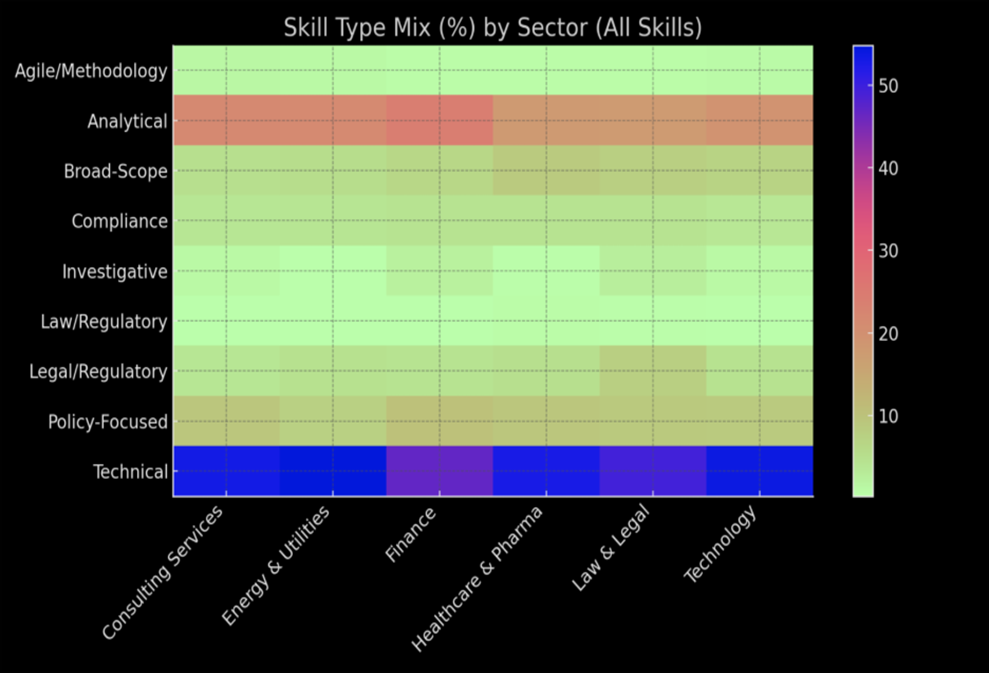 Skill Type Mix (%) by Sector (All Skills)
Agile/Methodology
Analytical
Broad-Scope
Compliance
Investigative
Law/Regulatory
Legal/Regulatory
Policy-Focused
Technical
Consulting Services
Energy & Utilities
Finance
Healthcare & Pharma
Law & Legal
Technology
50
40
30
20
10